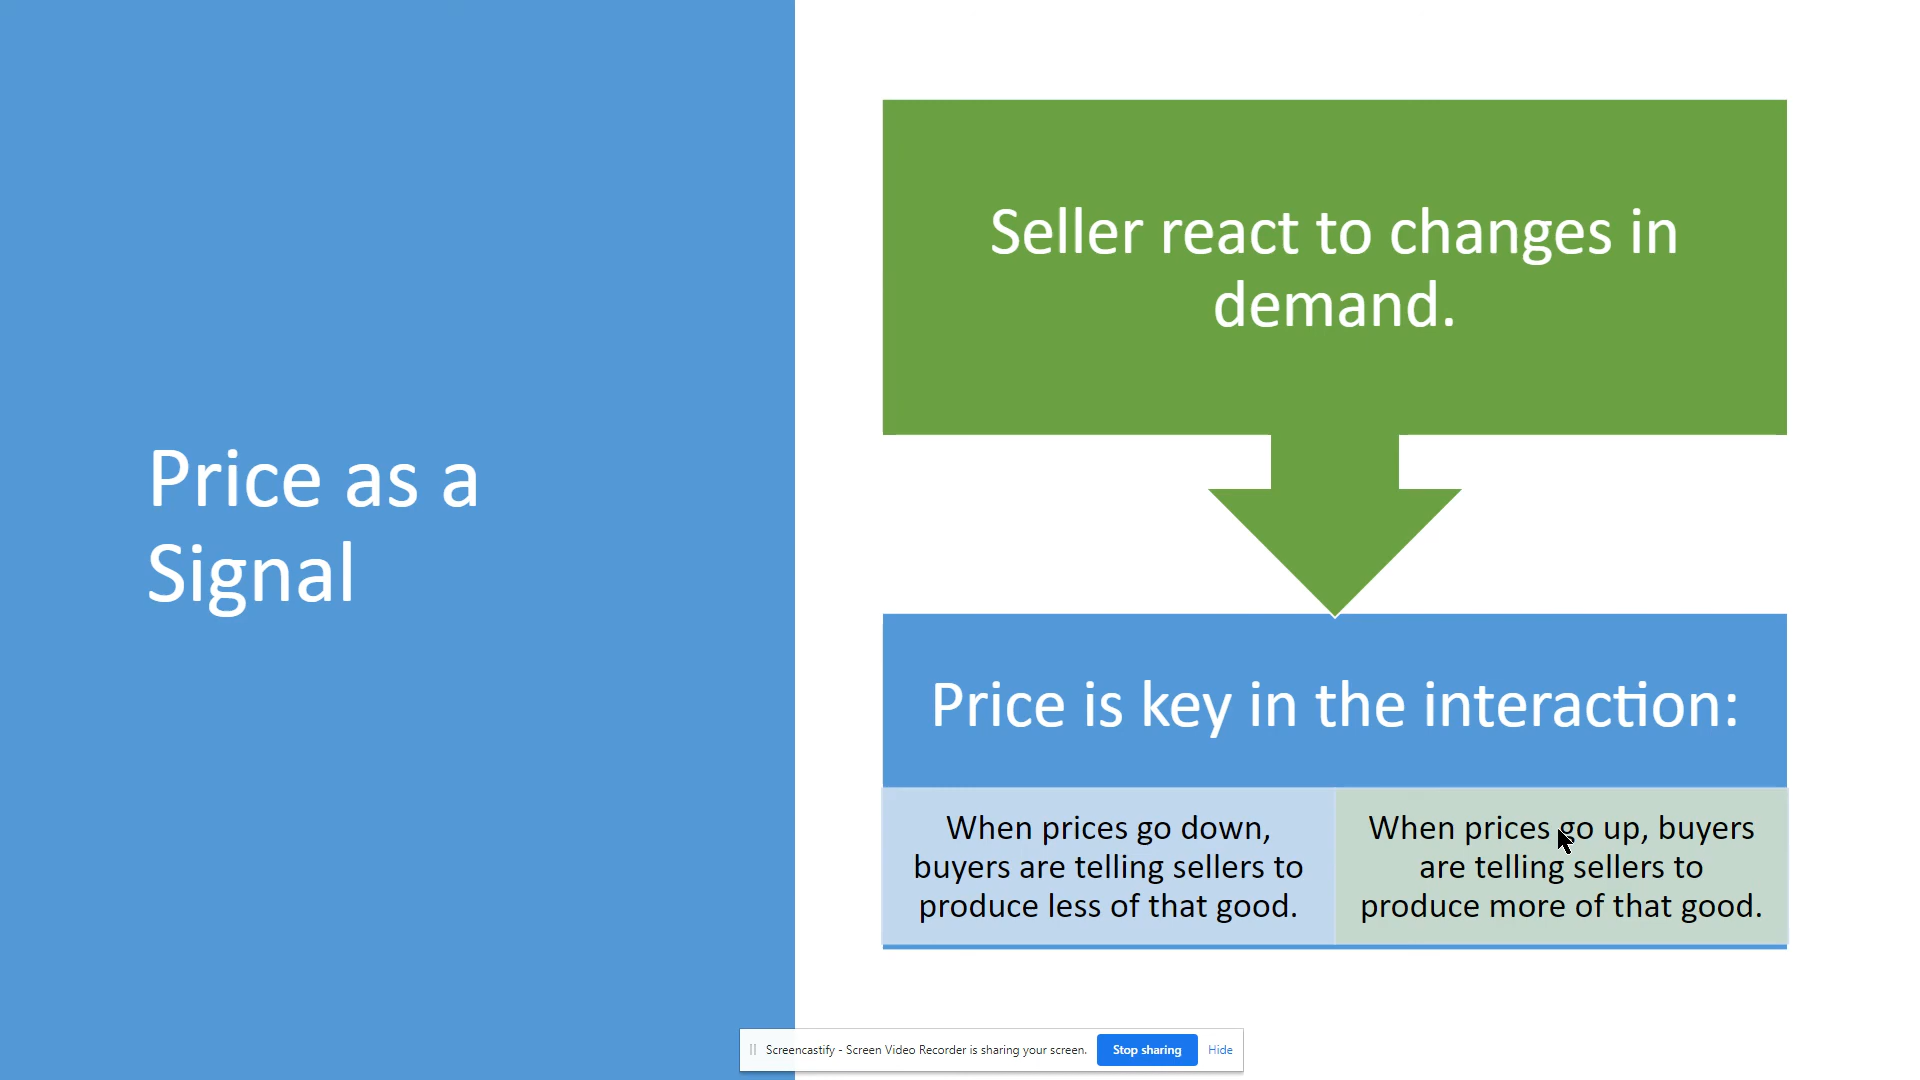 Price as a
Signal
Seller react to changes in
demand.
Price is key in the interaction:
When prices go down,
buyers are telling sellers to
produce less of that good.
When prices go up, buyers
are telling sellers to
produce more of that good.
Screencastify - Screen Video Recorder is sharing your screen.
Stop sharing
Hide